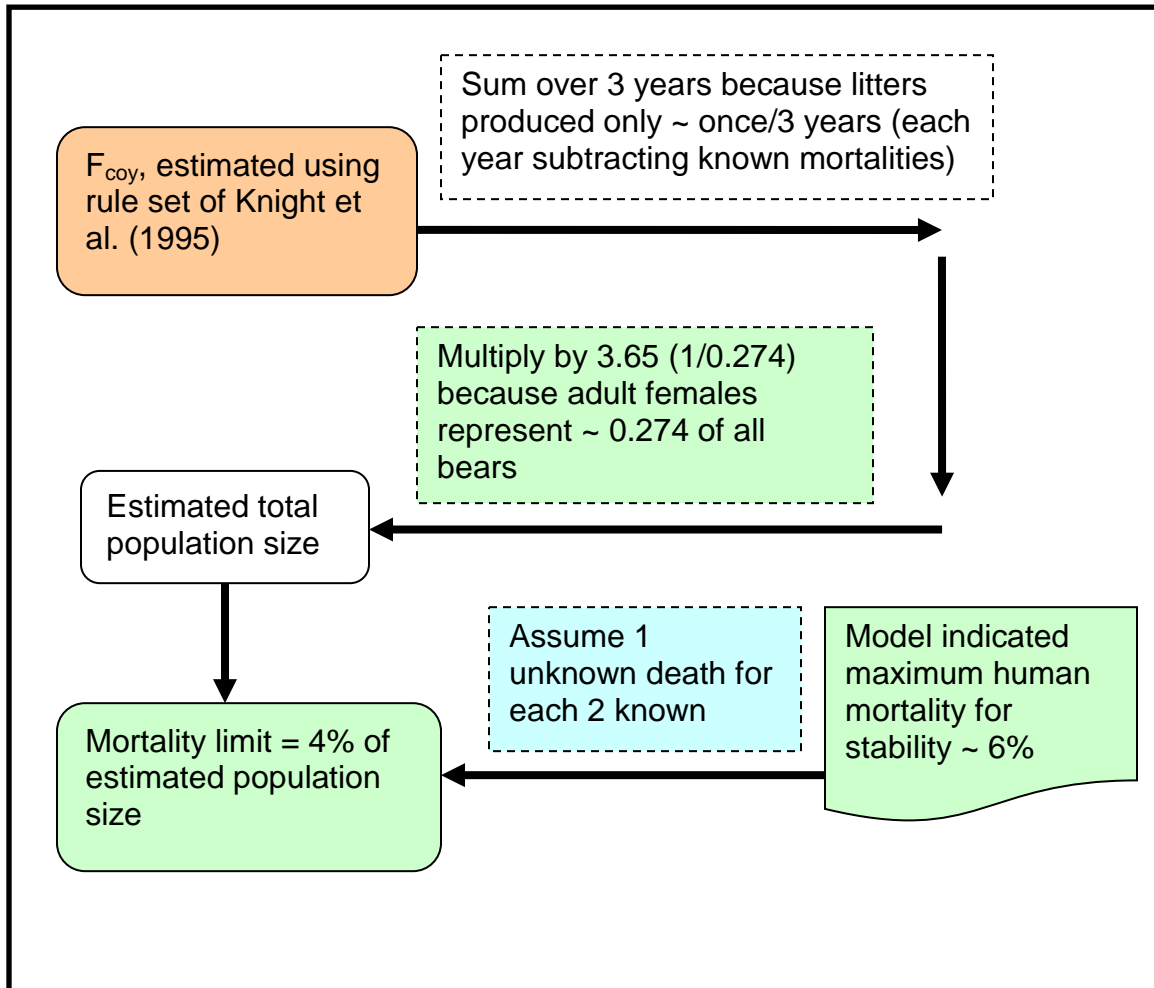 Sum over 3 years because litters
produced only ~ once/3 years (each
year subtracting known mortalities)
Fcoy, estimated using
rule set of Knight et
al. (1995)
Multiply by 3.65 (1/0.274)
because adult females
represent ~ 0.274 of all
bears
Estimated total
population size
Assume 1
unknown death for
each 2 known
Model indicated
maximum human
mortality for
stability ~ 6%
Mortality limit = 4% of
estimated population
size